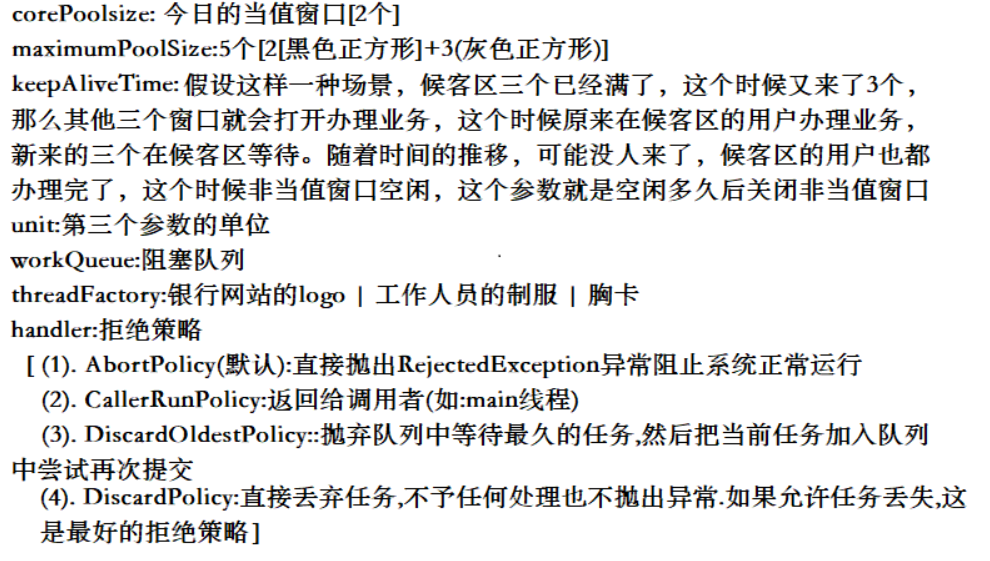 corePoolsize: 今日的当值窗口[2个]
maximumPoolSize:5个[2[黑色正方形]+3(灰色正方形)]
keepAliveTime: 假设这样一种场景，候客区三个已经满了，这个时候又来了3个，
那么其他三个窗口就会打开办理业务，这个时候原来在候客区的用户办理业务，
新来的三个在候客区等待。随着时间的推移，可能没人来了，候客区的用户也都
办理完了，这个时候非当值窗口空闲，这个参数就是空闲多久后关闭非当值窗口
unit:第三个参数的单位
workQueue:阻塞队列
threadFactory:银行网站的logo | 工作人员的制服 | 胸卡
handler:拒绝策略
[ (1). AbortPolicy(默认):直接抛出RejectedException异常阻止系统正常运行
(2). CallerRunPolicy:返回给调用者(如:main线程)
(3). DiscardOldestPolicy::抛弃队列中等待最久的任务,然后把当前任务加入队列
中尝试再次提交
(4). DiscardPolicy:直接丢弃任务,不予任何处理也不抛出异常.如果允许任务丢失,这
是最好的拒绝策略]